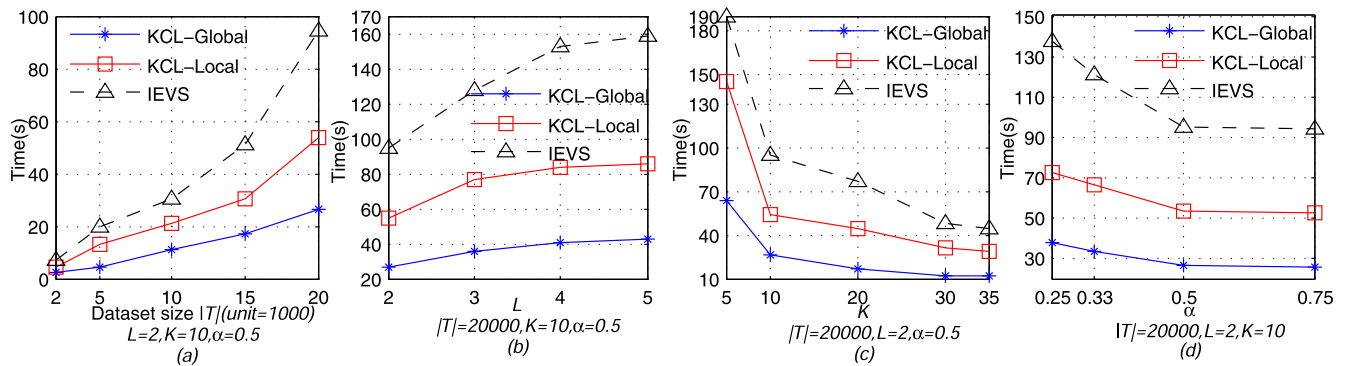 100
80
60
40
20
0
Time(s)
KCL-Global
KCL-Local
IEVS
2
5
10
15
20
Dataset size |T|(unit=1000)
L=2,K=10,α=0.5
(a)
170
160
140
120
100
80
60
40
20
Time(s)
KCL-Global
KCL-Local
IEVS
2
3
4
5
L
|T|=20000,K=10,α=0.5
(b)
190
170
150
130
110
90
70
40
10
Time(s)
KCL-Global
KCL-Local
IEVS
5
10
20
30
35
K
|T|=20000,L=2,α=0.5
(c)
150
130
110
90
70
50
30
Time(s)
KCL-Global
KCL-Local
IEVS
0.25
0.33
0.5
0.75
α
|T|=20000,L=2,K=10
(d)